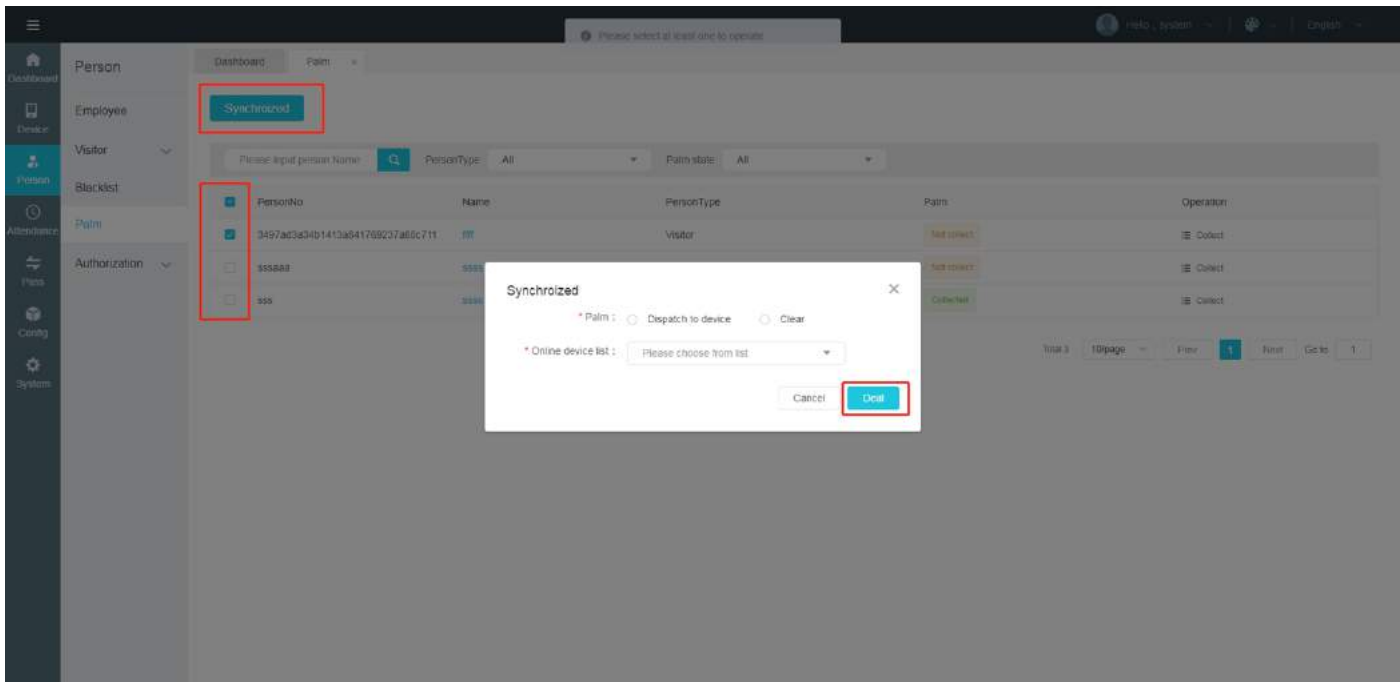 Please select at least one to operate
Hello , system
English
Dashboard
Device
Person
Attendance
Pass
Config
System
Person
Employee
Visitor
Blacklist
Palm
Authorization
Dashboard Palm ×
Synchroized
Please input person Name PersonType All Palm state All
PersonNo Name PersonType Palm Operation
3497ad3a34b1413a841769237a88c711 Visitor Not collect Collect
sssaaa ssss Not collect Collect
sss Collected Collect
Total 3 10/page Prev 1 Next Go to 1
Synchroized ×
* Palm : Dispatch to device Clear
* Online device list : Please choose from list
Cancel Deal